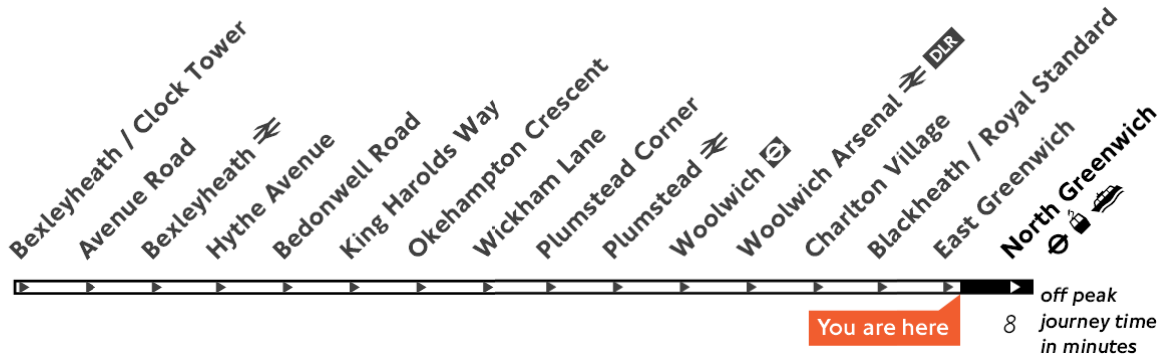 Bexleyheath / Clock Tower
Avenue Road
Bexleyheath
Hythe Avenue
Bedonwell Road
King Harolds Way
Okehampton Crescent
Wickham Lane
Plumstead Corner
Plumstead
Woolwich
Woolwich Arsenal DLR
Charlton Village
Blackheath / Royal Standard
East Greenwich
North Greenwich
You are here
8
off peak
journey time
in minutes